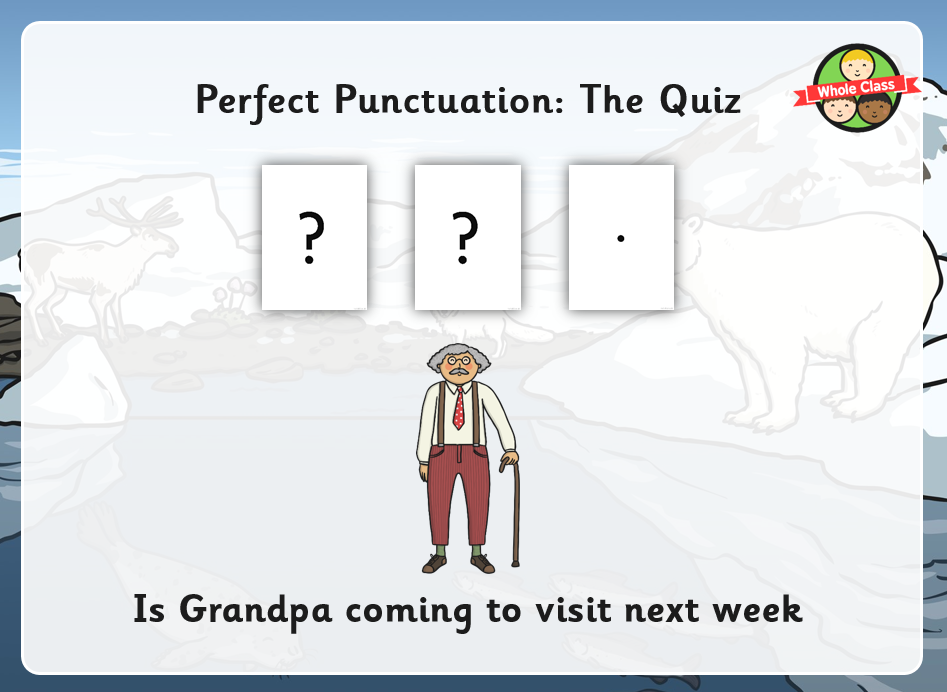 Perfect Punctuation: The Quiz
Whole Class
? ? .
Is Grandpa coming to visit next week